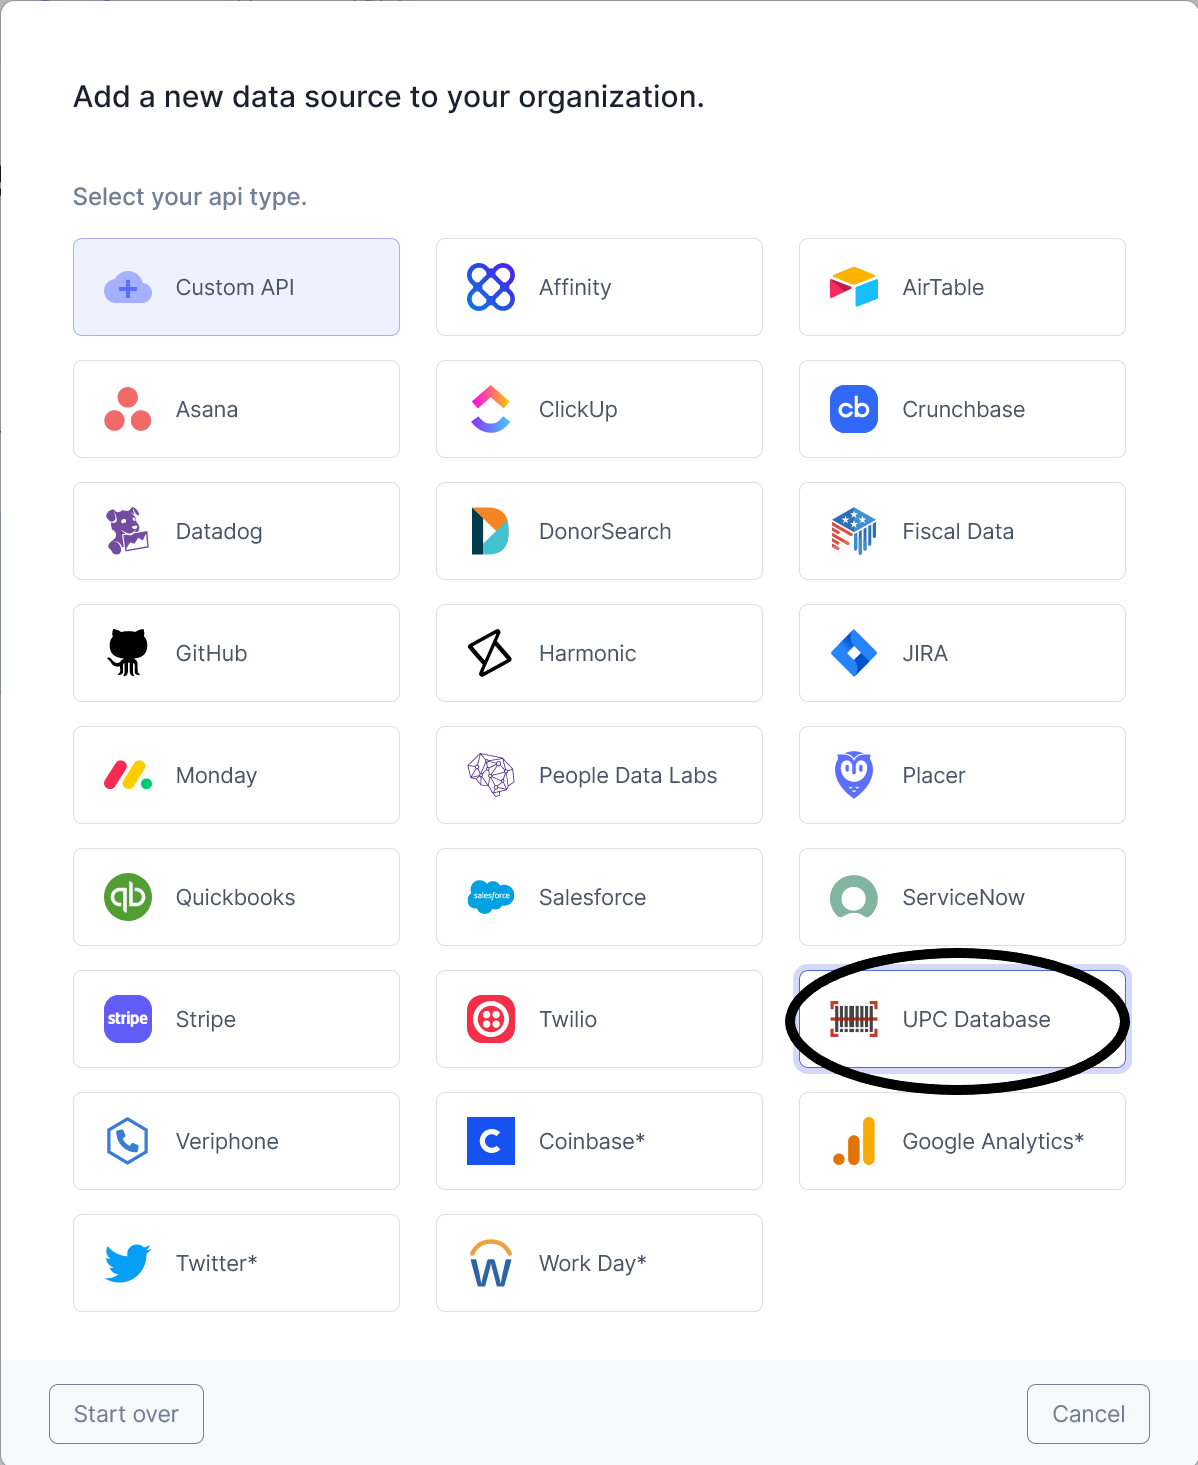 Add a new data source to your organization.
Select your api type.
Custom API
Affinity
AirTable
Asana
ClickUp
cb
Crunchbase
Datadog
DonorSearch
Fiscal Data
GitHub
Harmonic
JIRA
Monday
People Data Labs
Placer
qb
Quickbooks
salesforce
Salesforce
ServiceNow
stripe
Stripe
Twilio
UPC Database
Veriphone
C
Coinbase*
Google Analytics*
Twitter*
W
Work Day*
Start over
Cancel